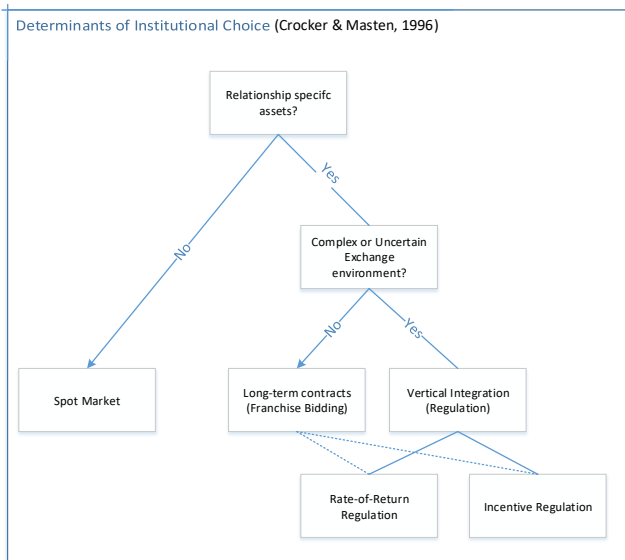 Determinants of Institutional Choice (Crocker & Masten, 1996)
Relationship specifc
assets?
Yes
No
Complex or Uncertain
Exchange
environment?
No
Yes
Spot Market
Long-term contracts
(Franchise Bidding)
Vertical Integration
(Regulation)
Rate-of-Return
Regulation
Incentive Regulation